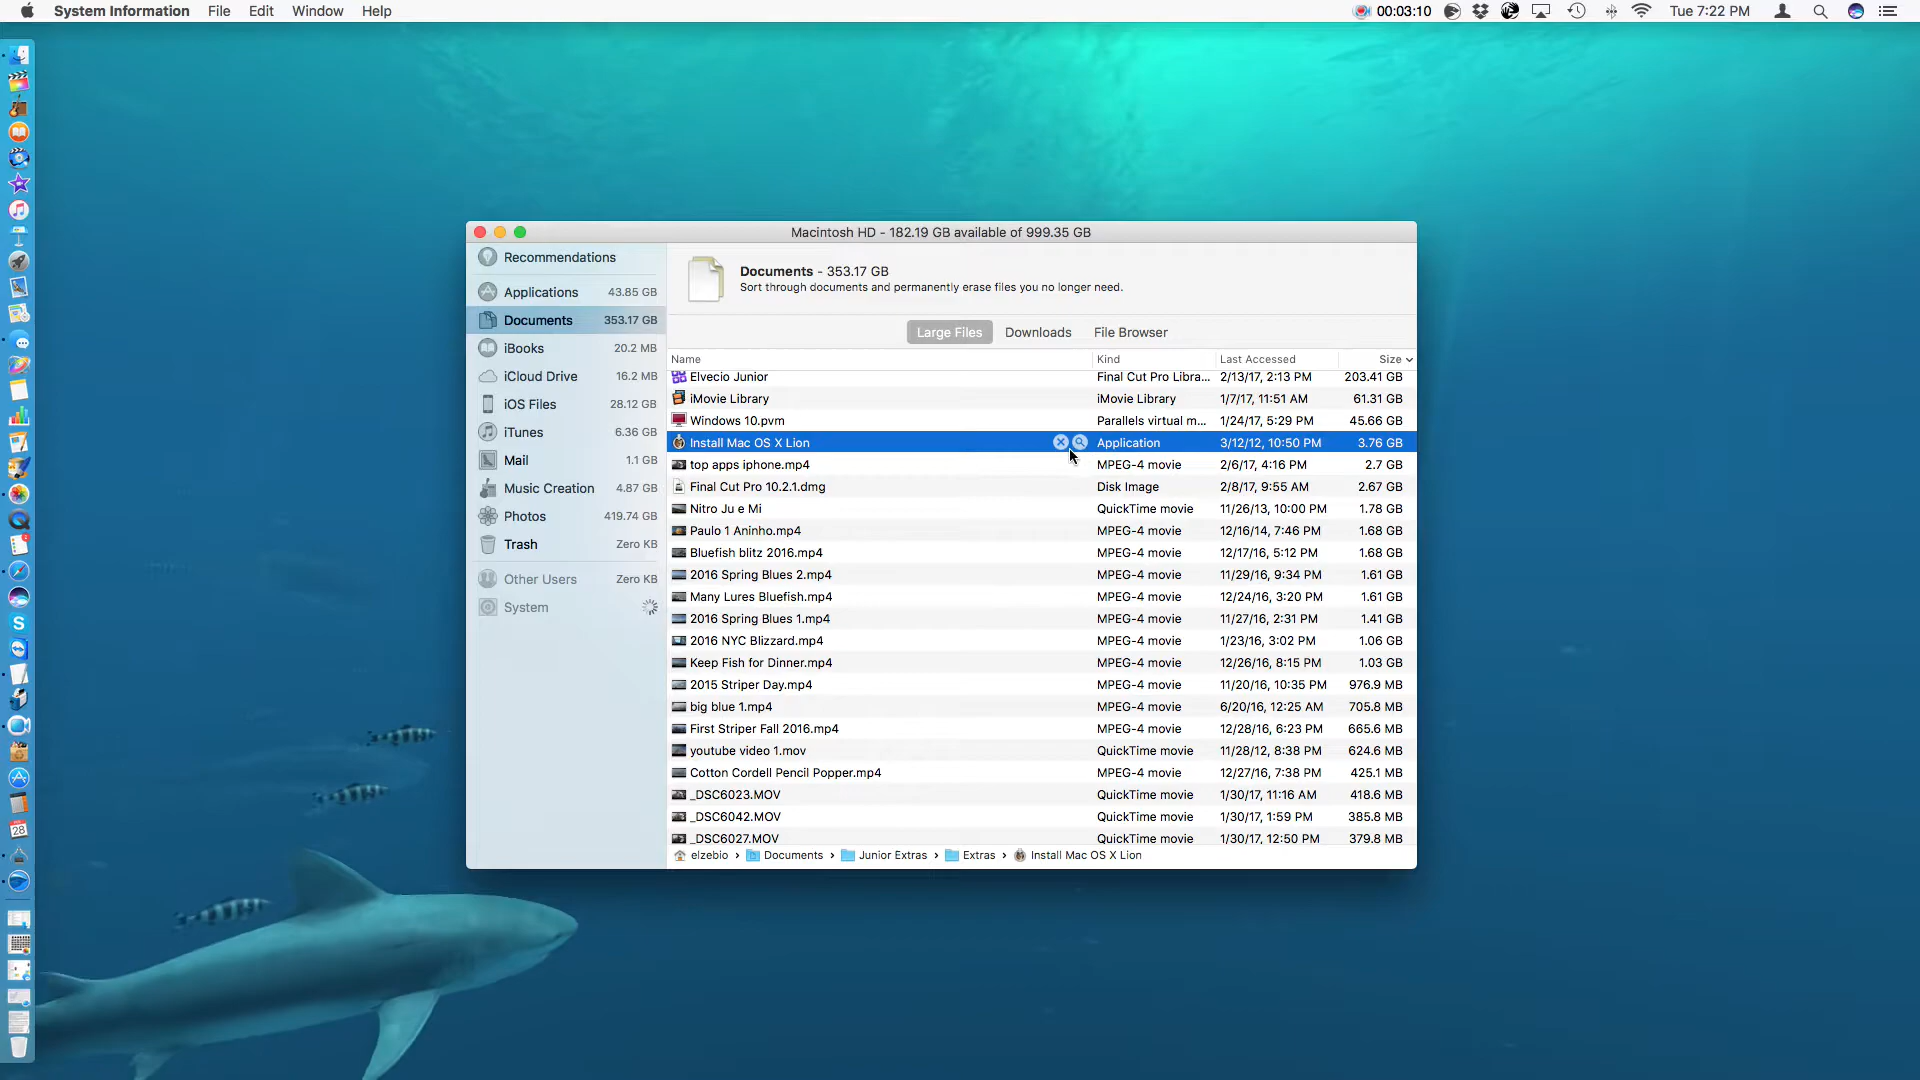 System Information File Edit Window Help 00:03:10 Tue 7:22 PM
Macintosh HD - 182.19 GB available of 999.35 GB
Recommendations
Applications 43.85 GB
Documents 353.17 GB
iBooks 20.2 MB
iCloud Drive 16.2 MB
iOS Files 28.12 GB
iTunes 6.36 GB
Mail 1.1 GB
Music Creation 4.87 GB
Photos 419.74 GB
Trash Zero KB
Other Users Zero KB
System
Documents - 353.17 GB
Sort through documents and permanently erase files you no longer need.
Large Files Downloads File Browser
Name Kind Last Accessed Size
Elvecio Junior Final Cut Pro Libra... 2/13/17, 2:13 PM 203.41 GB
iMovie Library iMovie Library 1/7/17, 11:51 AM 61.31 GB
Windows 10.pvm Parallels virtual m... 1/24/17, 5:29 PM 45.66 GB
Install Mac OS X Lion Application 3/12/12, 10:50 PM 3.76 GB
top apps iphone.mp4 MPEG-4 movie 2/6/17, 4:16 PM 2.7 GB
Final Cut Pro 10.2.1.dmg Disk Image 2/8/17, 9:55 AM 2.67 GB
Nitro Ju e Mi QuickTime movie 11/26/13, 10:00 PM 1.78 GB
Paulo 1 Aninho.mp4 MPEG-4 movie 12/16/14, 7:46 PM 1.68 GB
Bluefish blitz 2016.mp4 MPEG-4 movie 12/17/16, 5:12 PM 1.68 GB
2016 Spring Blues 2.mp4 MPEG-4 movie 11/29/16, 9:34 PM 1.61 GB
Many Lures Bluefish.mp4 MPEG-4 movie 12/24/16, 3:20 PM 1.61 GB
2016 Spring Blues 1.mp4 MPEG-4 movie 11/27/16, 2:31 PM 1.41 GB
2016 NYC Blizzard.mp4 MPEG-4 movie 1/23/16, 3:02 PM 1.06 GB
Keep Fish for Dinner.mp4 MPEG-4 movie 12/26/16, 8:15 PM 1.03 GB
2015 Striper Day.mp4 MPEG-4 movie 11/20/16, 10:35 PM 976.9 MB
big blue 1.mp4 MPEG-4 movie 6/20/16, 12:25 AM 705.8 MB
First Striper Fall 2016.mp4 MPEG-4 movie 12/28/16, 6:23 PM 665.6 MB
youtube video 1.mov QuickTime movie 11/28/12, 8:38 PM 624.6 MB
Cotton Cordell Pencil Popper.mp4 MPEG-4 movie 12/27/16, 7:38 PM 425.1 MB
_DSC6023.MOV QuickTime movie 1/30/17, 11:16 AM 418.6 MB
_DSC6042.MOV QuickTime movie 1/30/17, 1:59 PM 385.8 MB
_DSC6027.MOV QuickTime movie 1/30/17, 12:50 PM 379.8 MB
elzebio › Documents › Junior Extras › Extras › Install Mac OS X Lion
28